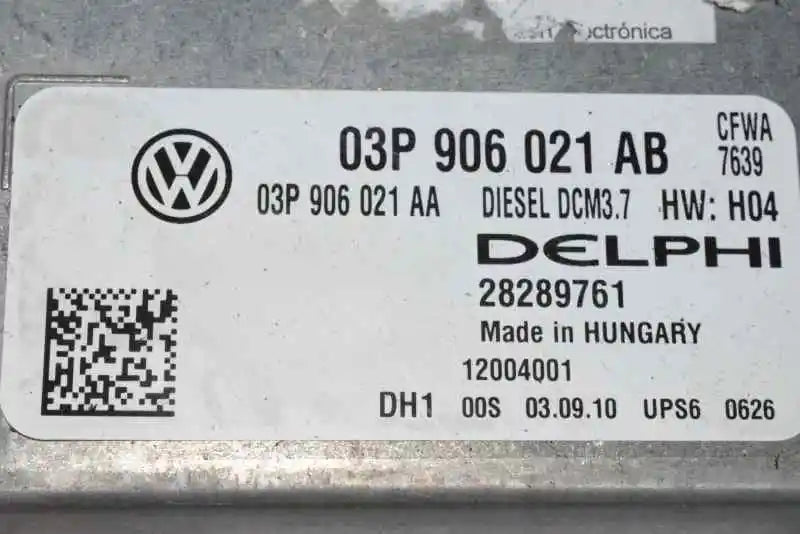 ctrónica
03P 906 021 AB
CFWA
7639
03P 906 021 AA DIESEL DCM3.7 HW: H04
DELPHI
28289761
Made in HUNGARY
12004001
DH1 00S 03.09.10 UPS6 0626